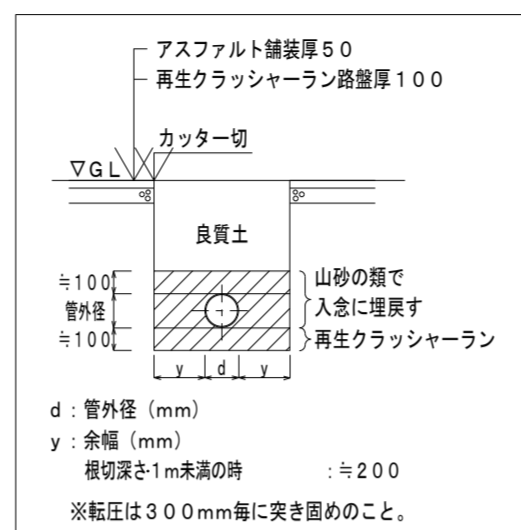 アスファルト舗装厚50
再生クラッシャーラン路盤厚100
カッター切
▽GL
良質土
≒100
管外径
≒100
山砂の類で
入念に埋戻す
再生クラッシャーラン
y d y
d:管外径(mm)
y:余幅(mm)
根切深さ1m未満の時 :≒200
※転圧は300mm毎に突き固めのこと。